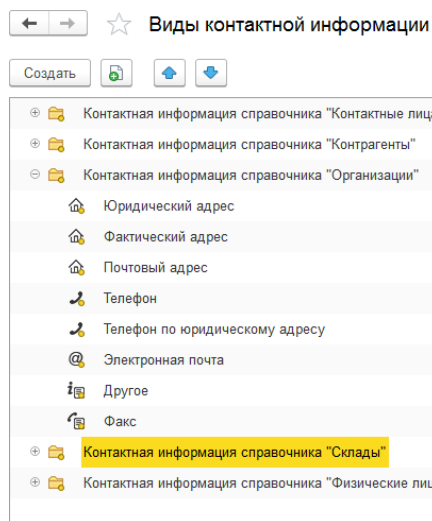 Виды контактной информации
Создать
Контактная информация справочника "Контактные лица
Контактная информация справочника "Контрагенты"
Контактная информация справочника "Организации"
Юридический адрес
Фактический адрес
Почтовый адрес
Телефон
Телефон по юридическому адресу
Электронная почта
Другое
Факс
Контактная информация справочника "Склады"
Контактная информация справочника "Физические лиц